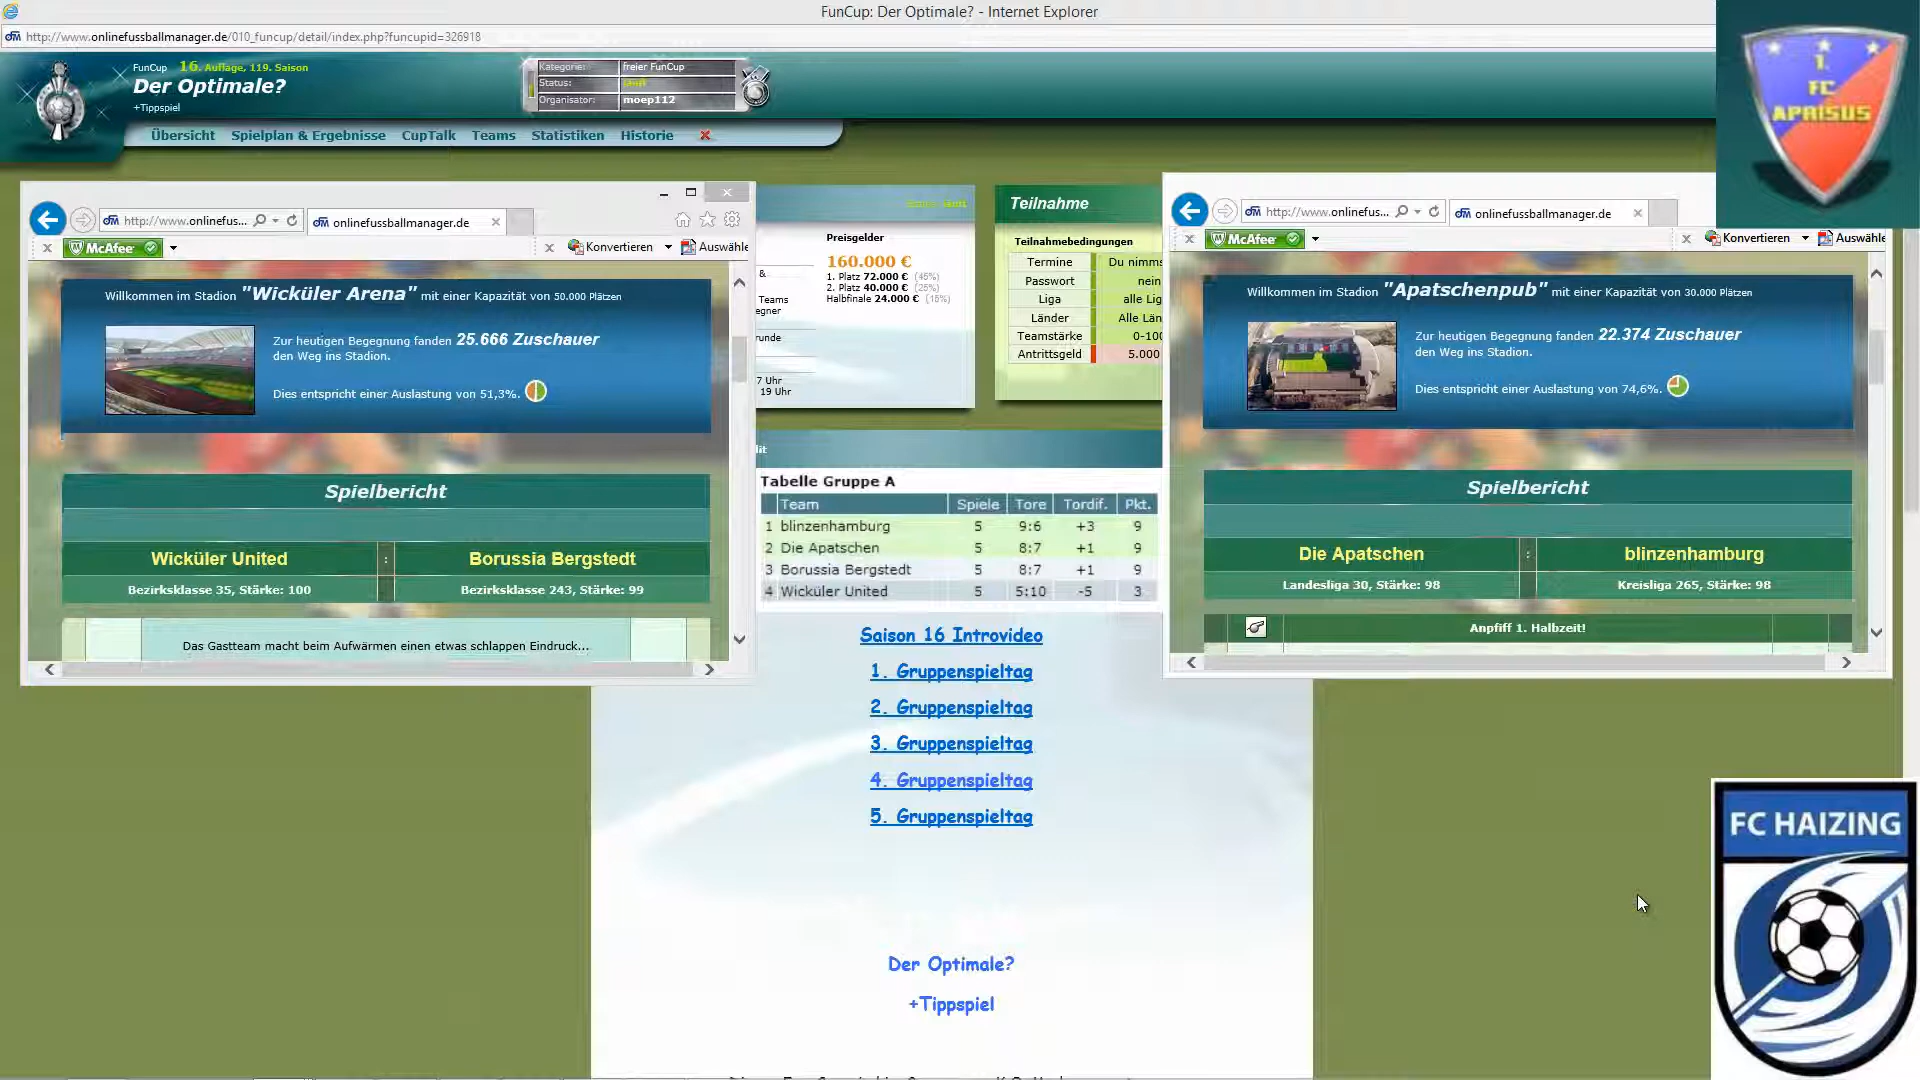 FunCup: Der Optimale? - Internet Explorer
http://www.onlinefussballmanager.de/010_funcup/detail/index.php?funcupid=326918
FunCup 16. Auflage, 119. Saison
Der Optimale?
+Tippspiel
Kategorie: freier FunCup
Status: läuft
Organisator: moep112
Übersicht Spielplan & Ergebnisse CupTalk Teams Statistiken Historie
1.
FC
APRISUS
http://www.onlinefus...
onlinefussballmanager.de
McAfee
Konvertieren
Auswähle
Willkommen im Stadion "Wicküler Arena" mit einer Kapazität von 50.000 Plätzen
Zur heutigen Begegnung fanden 25.666 Zuschauer
den Weg ins Stadion.
Dies entspricht einer Auslastung von 51,3%.
Spielbericht
Wicküler United : Borussia Bergstedt
Bezirksklasse 35, Stärke: 100 Bezirksklasse 243, Stärke: 99
Das Gastteam macht beim Aufwärmen einen etwas schlappen Eindruck...
&
Teams
egner
runde
7 Uhr
19 Uhr
Preisgelder
160.000 €
1. Platz 72.000 € (45%)
2. Platz 40.000 € (25%)
Halbfinale 24.000 € (15%)
Teilnahme
Teilnahmebedingungen
Termine Du nimms
Passwort nein
Liga alle Lig
Länder Alle Län
Teamstärke 0-100
Antrittsgeld 5.000
http://www.onlinefus...
onlinefussballmanager.de
McAfee
Konvertieren
Auswähle
Willkommen im Stadion "Apatschenpub" mit einer Kapazität von 30.000 Plätzen
Zur heutigen Begegnung fanden 22.374 Zuschauer
den Weg ins Stadion.
Dies entspricht einer Auslastung von 74,6%.
Spielbericht
Die Apatschen : blinzenhamburg
Landesliga 30, Stärke: 98 Kreisliga 265, Stärke: 98
Anpfiff 1. Halbzeit!
Tabelle Gruppe A
Team Spiele Tore Tordif. Pkt.
1 blinzenhamburg 5 9:6 +3 9
2 Die Apatschen 5 8:7 +1 9
3 Borussia Bergstedt 5 8:7 +1 9
4 Wicküler United 5 5:10 -5 3
Saison 16 Introvideo
1. Gruppenspieltag
2. Gruppenspieltag
3. Gruppenspieltag
4. Gruppenspieltag
5. Gruppenspieltag
Der Optimale?
+Tippspiel
FC HAIZING